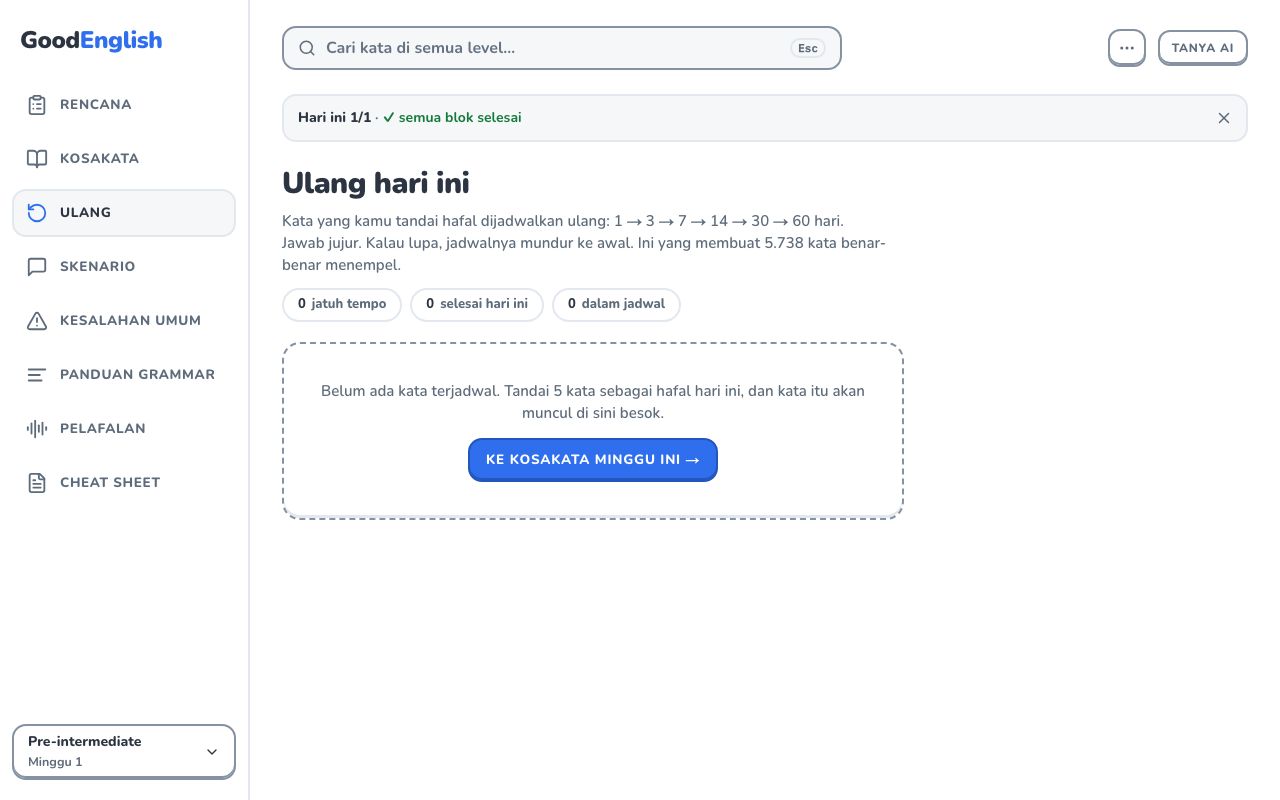 GoodEnglish
RENCANA
KOSAKATA
ULANG
SKENARIO
KESALAHAN UMUM
PANDUAN GRAMMAR
PELAFALAN
CHEAT SHEET
Pre-intermediate
Minggu 1
Cari kata di semua level...
Esc
TANYA AI
Hari ini 1/1 · ✓ semua blok selesai
Ulang hari ini
Kata yang kamu tandai hafal dijadwalkan ulang: 1 → 3 → 7 → 14 → 30 → 60 hari.
Jawab jujur. Kalau lupa, jadwalnya mundur ke awal. Ini yang membuat 5.738 kata benar-
benar menempel.
0 jatuh tempo
0 selesai hari ini
0 dalam jadwal
Belum ada kata terjadwal. Tandai 5 kata sebagai hafal hari ini, dan kata itu akan
muncul di sini besok.
KE KOSAKATA MINGGU INI →